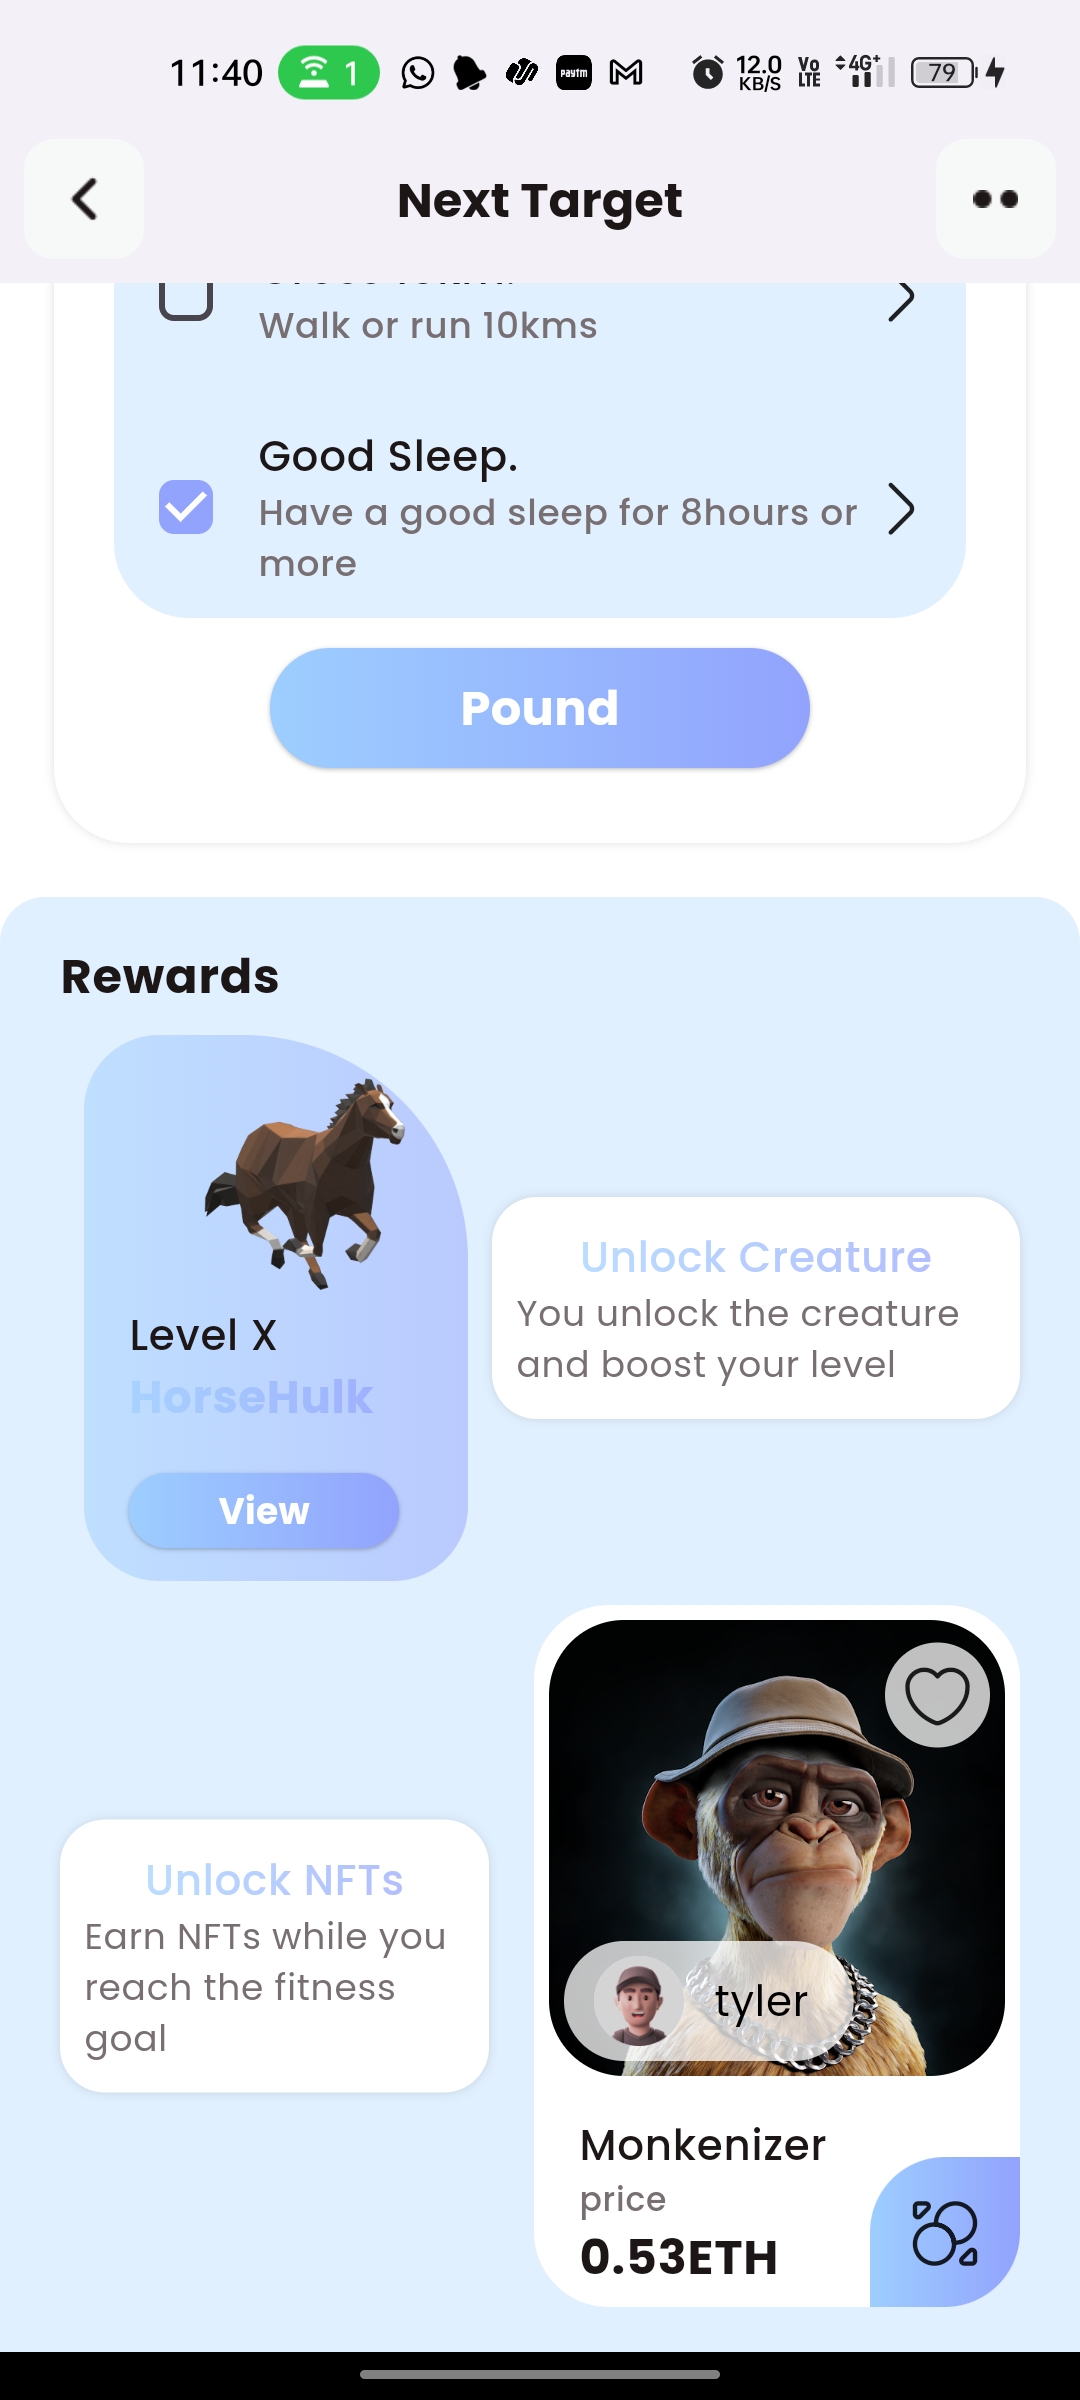 11:40
1
paytm
12.0
KB/S
Vo
LTE
4G+
79
Next Target
Walk or run 10kms
Good Sleep.
Have a good sleep for 8hours or
more
Pound
Rewards
Level X
HorseHulk
View
Unlock Creature
You unlock the creature
and boost your level
Unlock NFTs
Earn NFTs while you
reach the fitness
goal
tyler
Monkenizer
price
0.53ETH